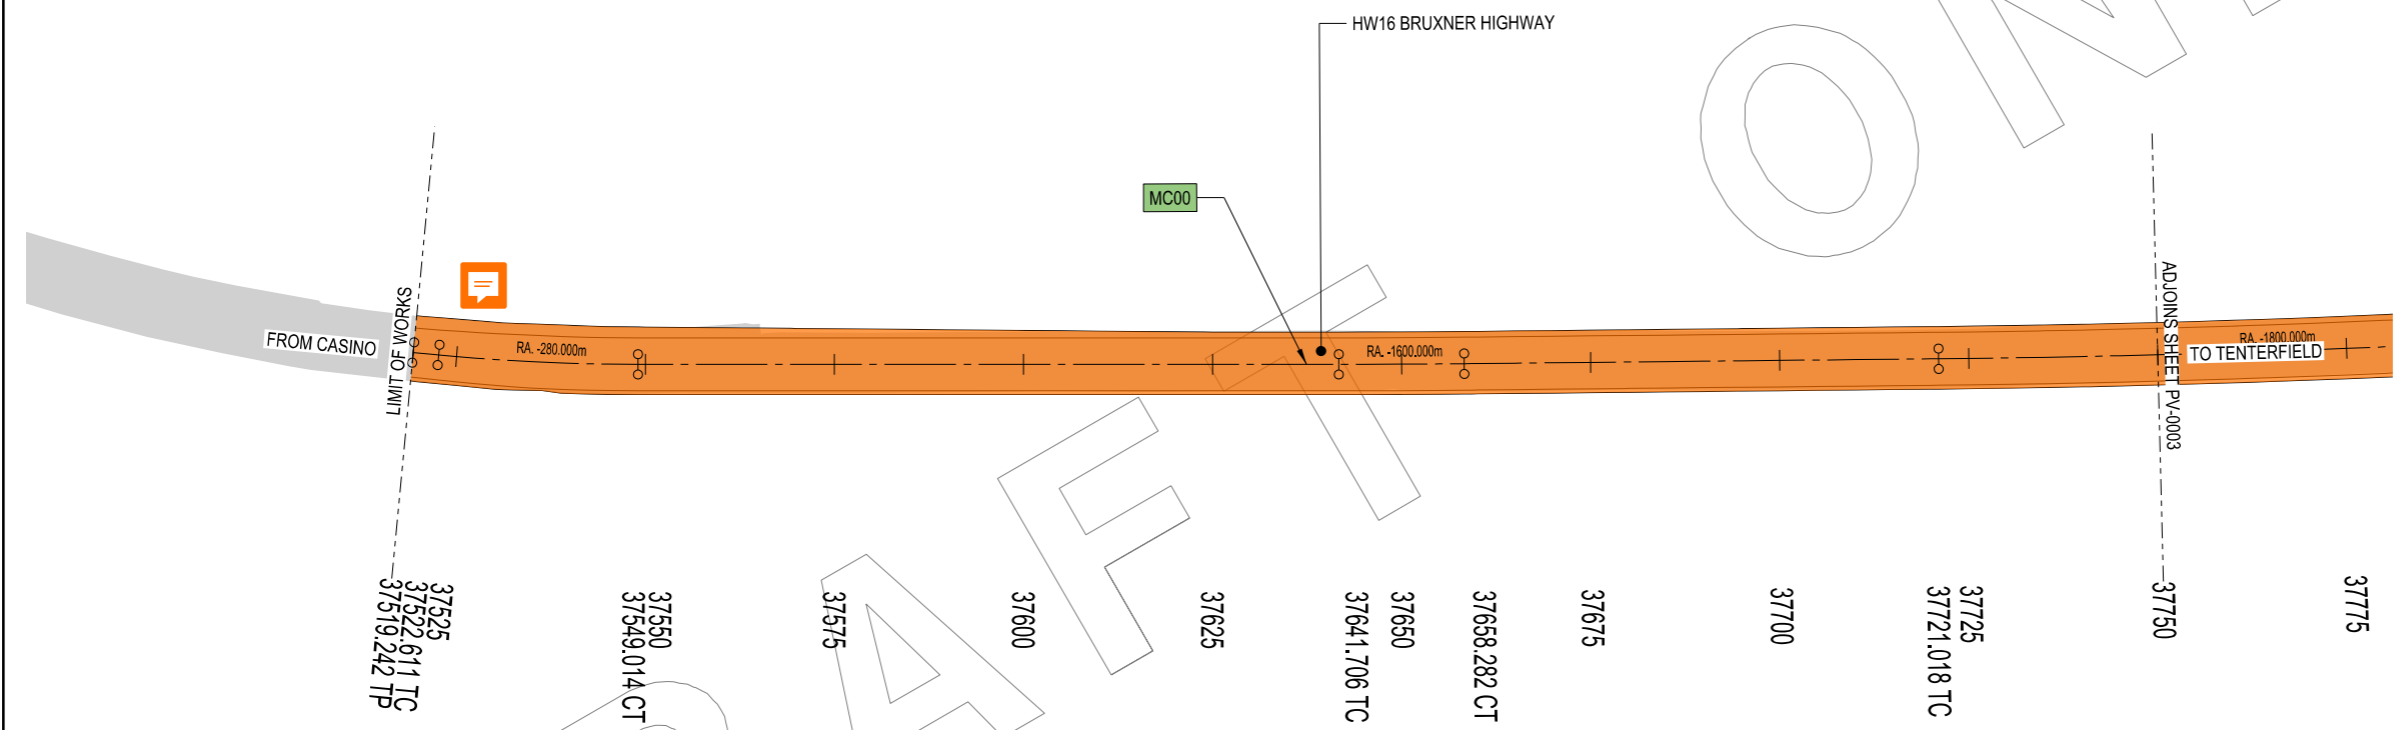 HW16 BRUXNER HIGHWAY
MC00
FROM CASINO
LIMIT OF WORKS
RA. -280.000m
RA. -1600.000m
RA. -1800.000m
TO TENTERFIELD
ADJOINS SHEET PV-0003
37519.242 TP
37522.611 TC
37525
37549.014 CT
37550
37575
37600
37625
37641.706 TC
37650
37658.282 CT
37675
37700
37721.018 TC
37725
37750
37775
RAFT
ON